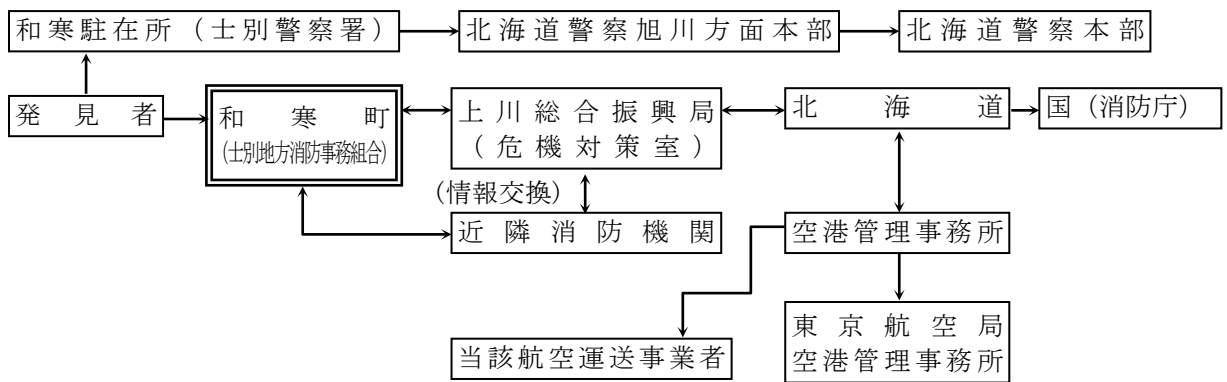 和寒駐在所（士別警察署）
北海道警察旭川方面本部
北海道警察本部
発見者
和寒町
（士別地方消防事務組合）
上川総合振興局
（危機対策室）
北海道
国（消防庁）
（情報交換）
近隣消防機関
空港管理事務所
当該航空運送事業者
東京航空局
空港管理事務所